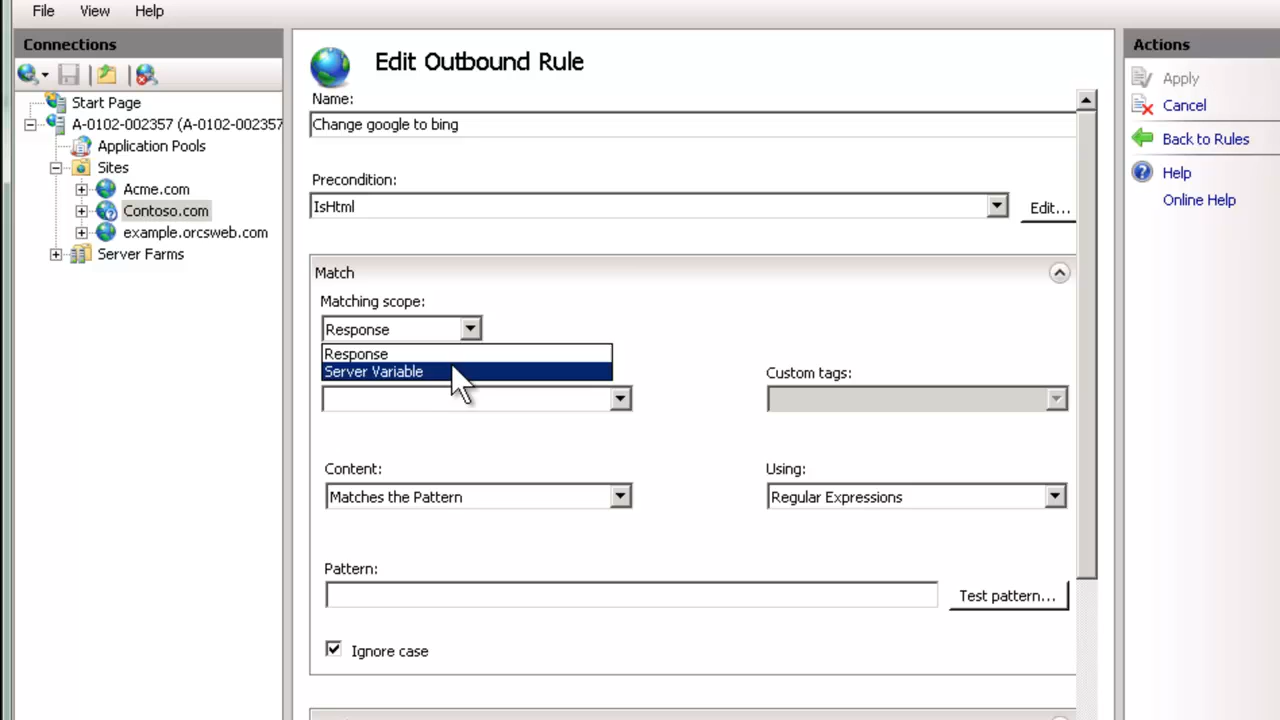 File View Help
Connections
Start Page
A-0102-002357 (A-0102-002357
Application Pools
Sites
Acme.com
Contoso.com
example.orcsweb.com
Server Farms
Edit Outbound Rule
Name:
Change google to bing
Precondition:
IsHtml
Edit...
Match
Matching scope:
Response
Response
Server Variable
Custom tags:
Content:
Matches the Pattern
Using:
Regular Expressions
Pattern:
Test pattern...
Ignore case
Actions
Apply
Cancel
Back to Rules
Help
Online Help